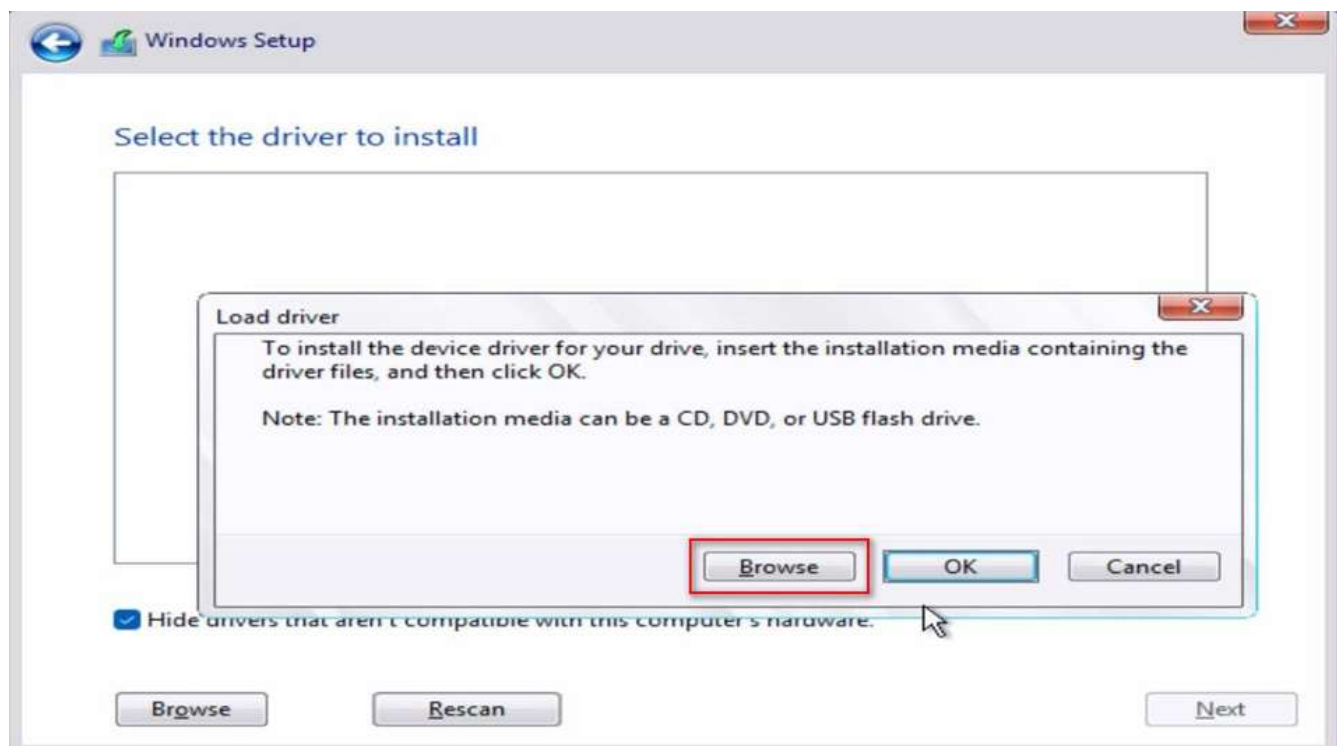 Windows Setup
Select the driver to install
Load driver
To install the device driver for your drive, insert the installation media containing the
driver files, and then click OK.
Note: The installation media can be a CD, DVD, or USB flash drive.
Browse OK Cancel
Hide drivers that aren't compatible with this computer's hardware.
Browse Rescan Next